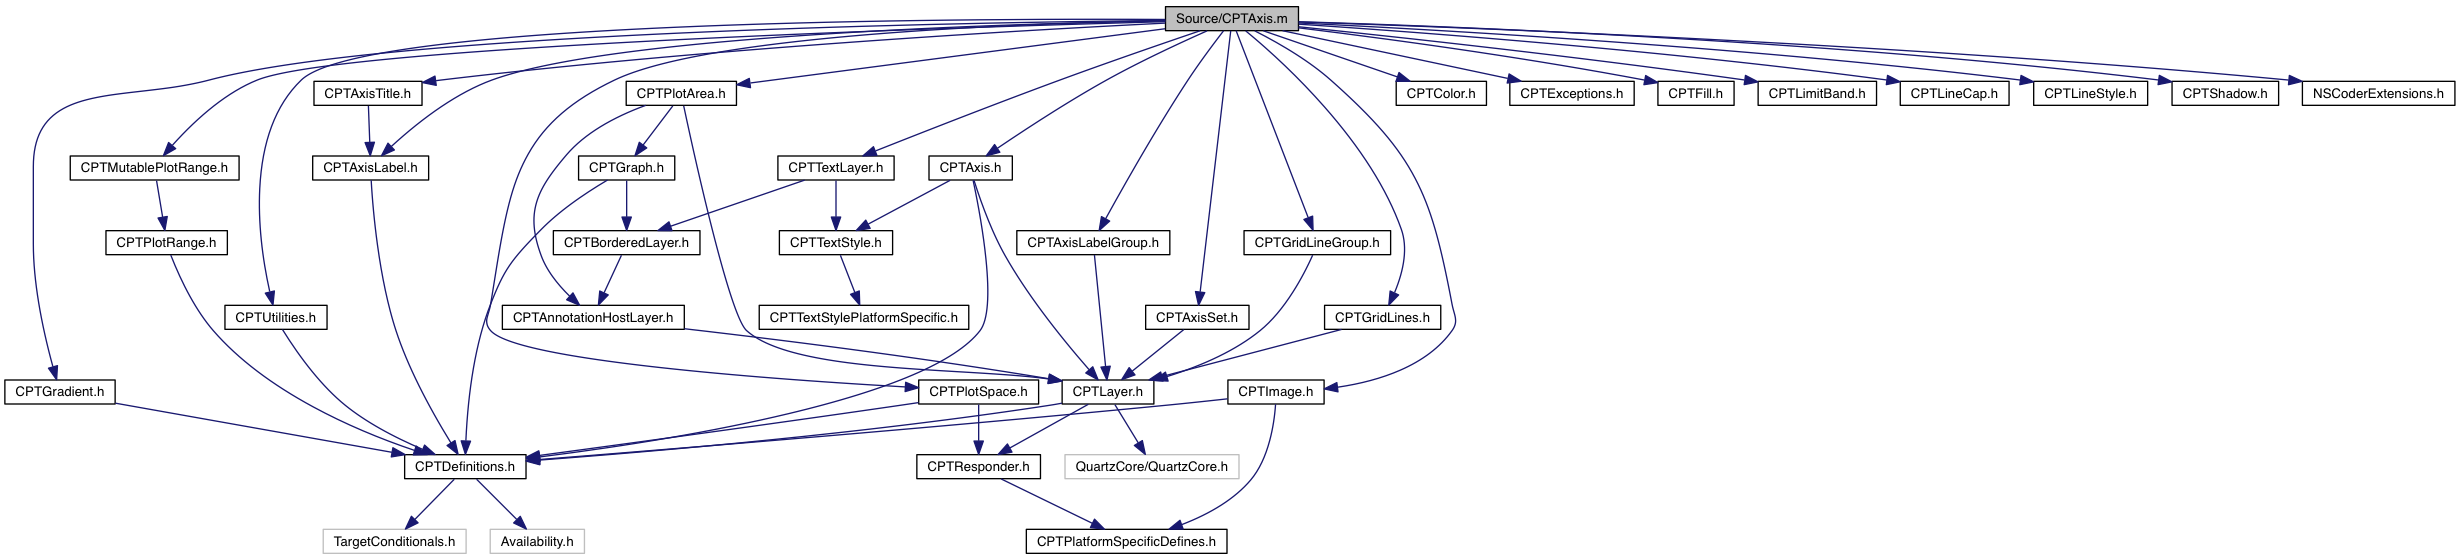 Source/CPTAxis.m
CPTAxisTitle.h
CPTPlotArea.h
CPTColor.h
CPTExceptions.h
CPTFill.h
CPTLimitBand.h
CPTLineCap.h
CPTLineStyle.h
CPTShadow.h
NSCoderExtensions.h
CPTMutablePlotRange.h
CPTAxisLabel.h
CPTGraph.h
CPTTextLayer.h
CPTAxis.h
CPTPlotRange.h
CPTBorderedLayer.h
CPTTextStyle.h
CPTAxisLabelGroup.h
CPTGridLineGroup.h
CPTUtilities.h
CPTAnnotationHostLayer.h
CPTTextStylePlatformSpecific.h
CPTAxisSet.h
CPTGridLines.h
CPTGradient.h
CPTPlotSpace.h
CPTLayer.h
CPTImage.h
CPTDefinitions.h
CPTResponder.h
QuartzCore/QuartzCore.h
TargetConditionals.h
Availability.h
CPTPlatformSpecificDefines.h